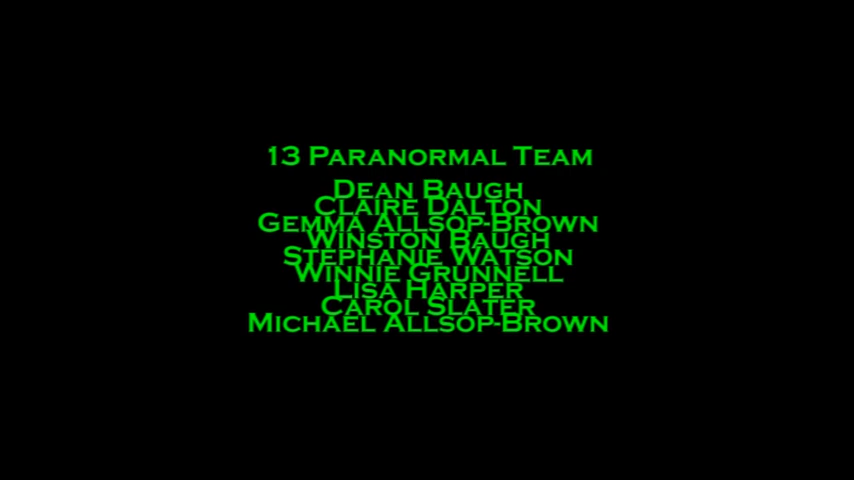 13 Paranormal Team
Dean Baugh
Claire Dalton
Gemma Allsop-Brown
Winston Baugh
Stephanie Watson
Winnie Grunnell
Lisa Harper
Carol Slater
Michael Allsop-Brown